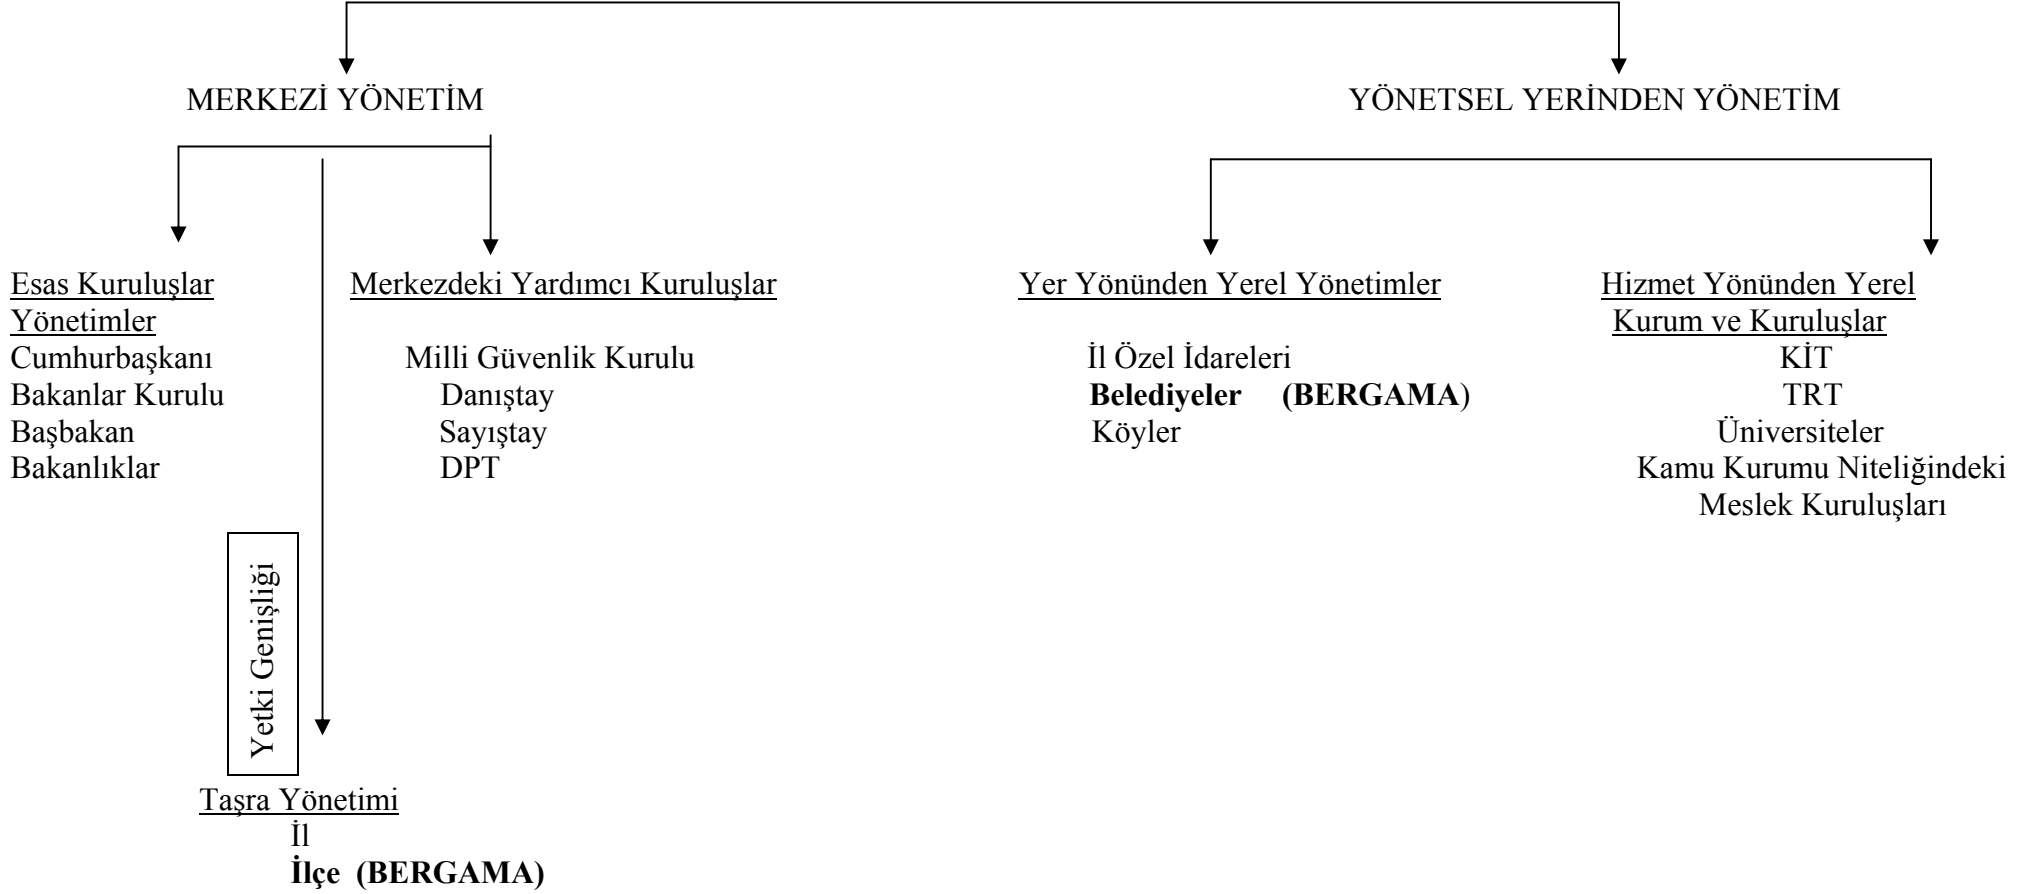 MERKEZİ YÖNETİM
YÖNETSEL YERİNDEN YÖNETİM
Esas Kuruluşlar
Yönetimler
Cumhurbaşkanı
Bakanlar Kurulu
Başbakan
Bakanlıklar
Merkezdeki Yardımcı Kuruluşlar
Milli Güvenlik Kurulu
Danıştay
Sayıştay
DPT
Yer Yönünden Yerel Yönetimler
İl Özel İdareleri
Belediyeler (BERGAMA)
Köyler
Hizmet Yönünden Yerel
Kurum ve Kuruluşlar
KİT
TRT
Üniversiteler
Kamu Kurumu Niteliğindeki
Meslek Kuruluşları
Yetki Genişliği
Taşra Yönetimi
İl
İlçe (BERGAMA)